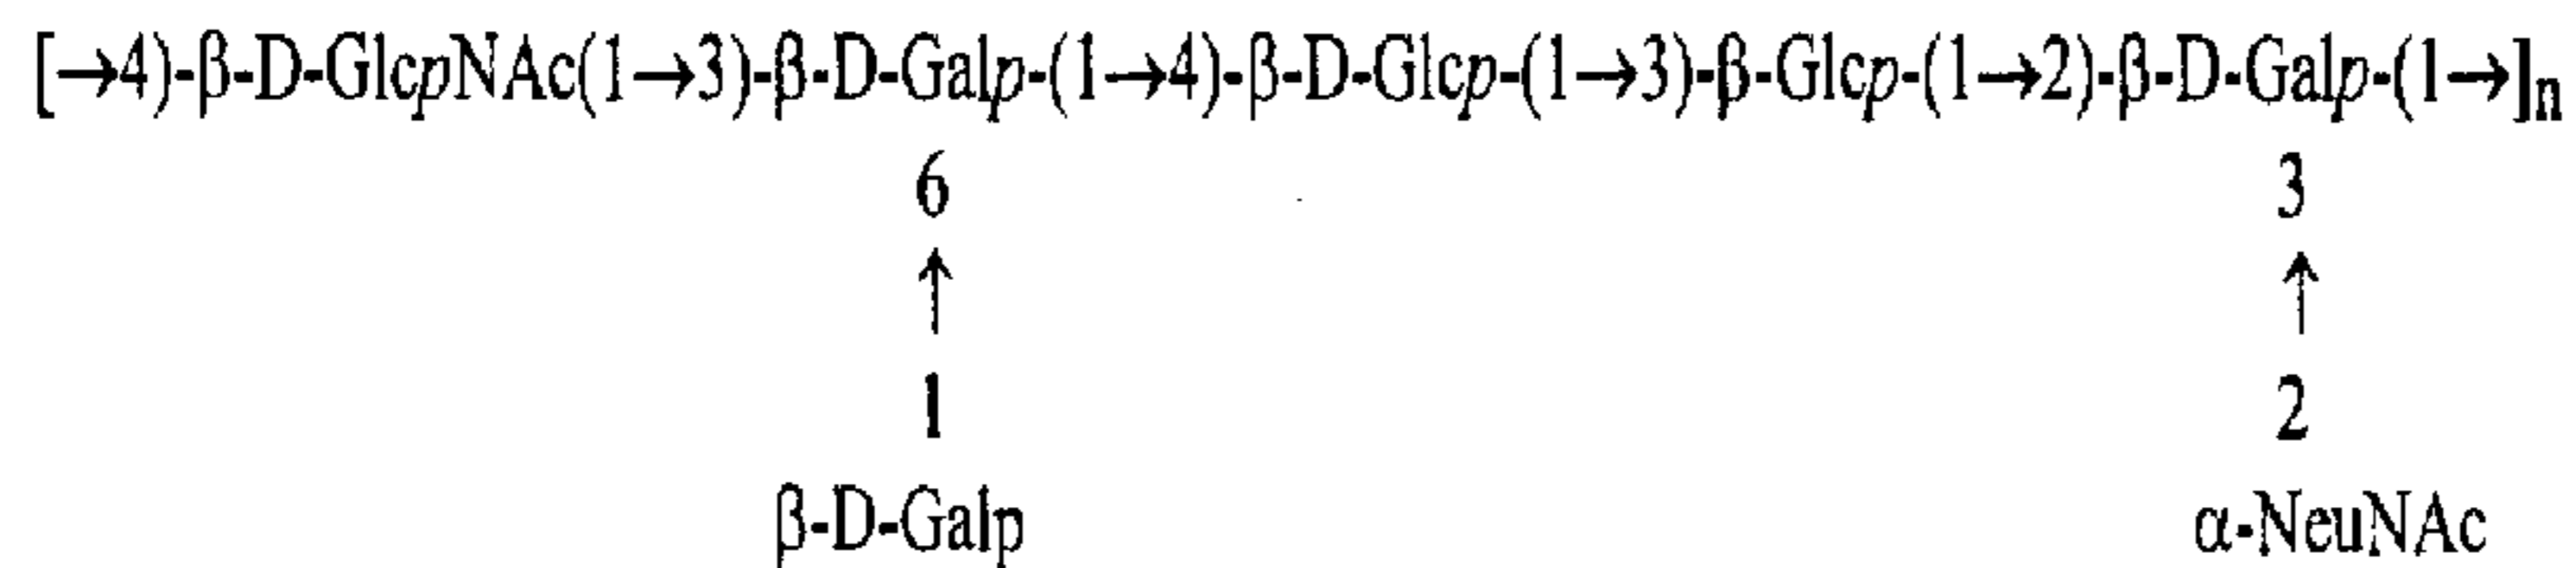 [→4)-β-D-GlcpNAc(1→3)-β-D-Galp-(1→4)-β-D-Glcp-(1→3)-β-Glcp-(1→2)-β-D-Galp-(1→]n
6 3
↑ ↑
1 2
β-D-Galp α-NeuNAc